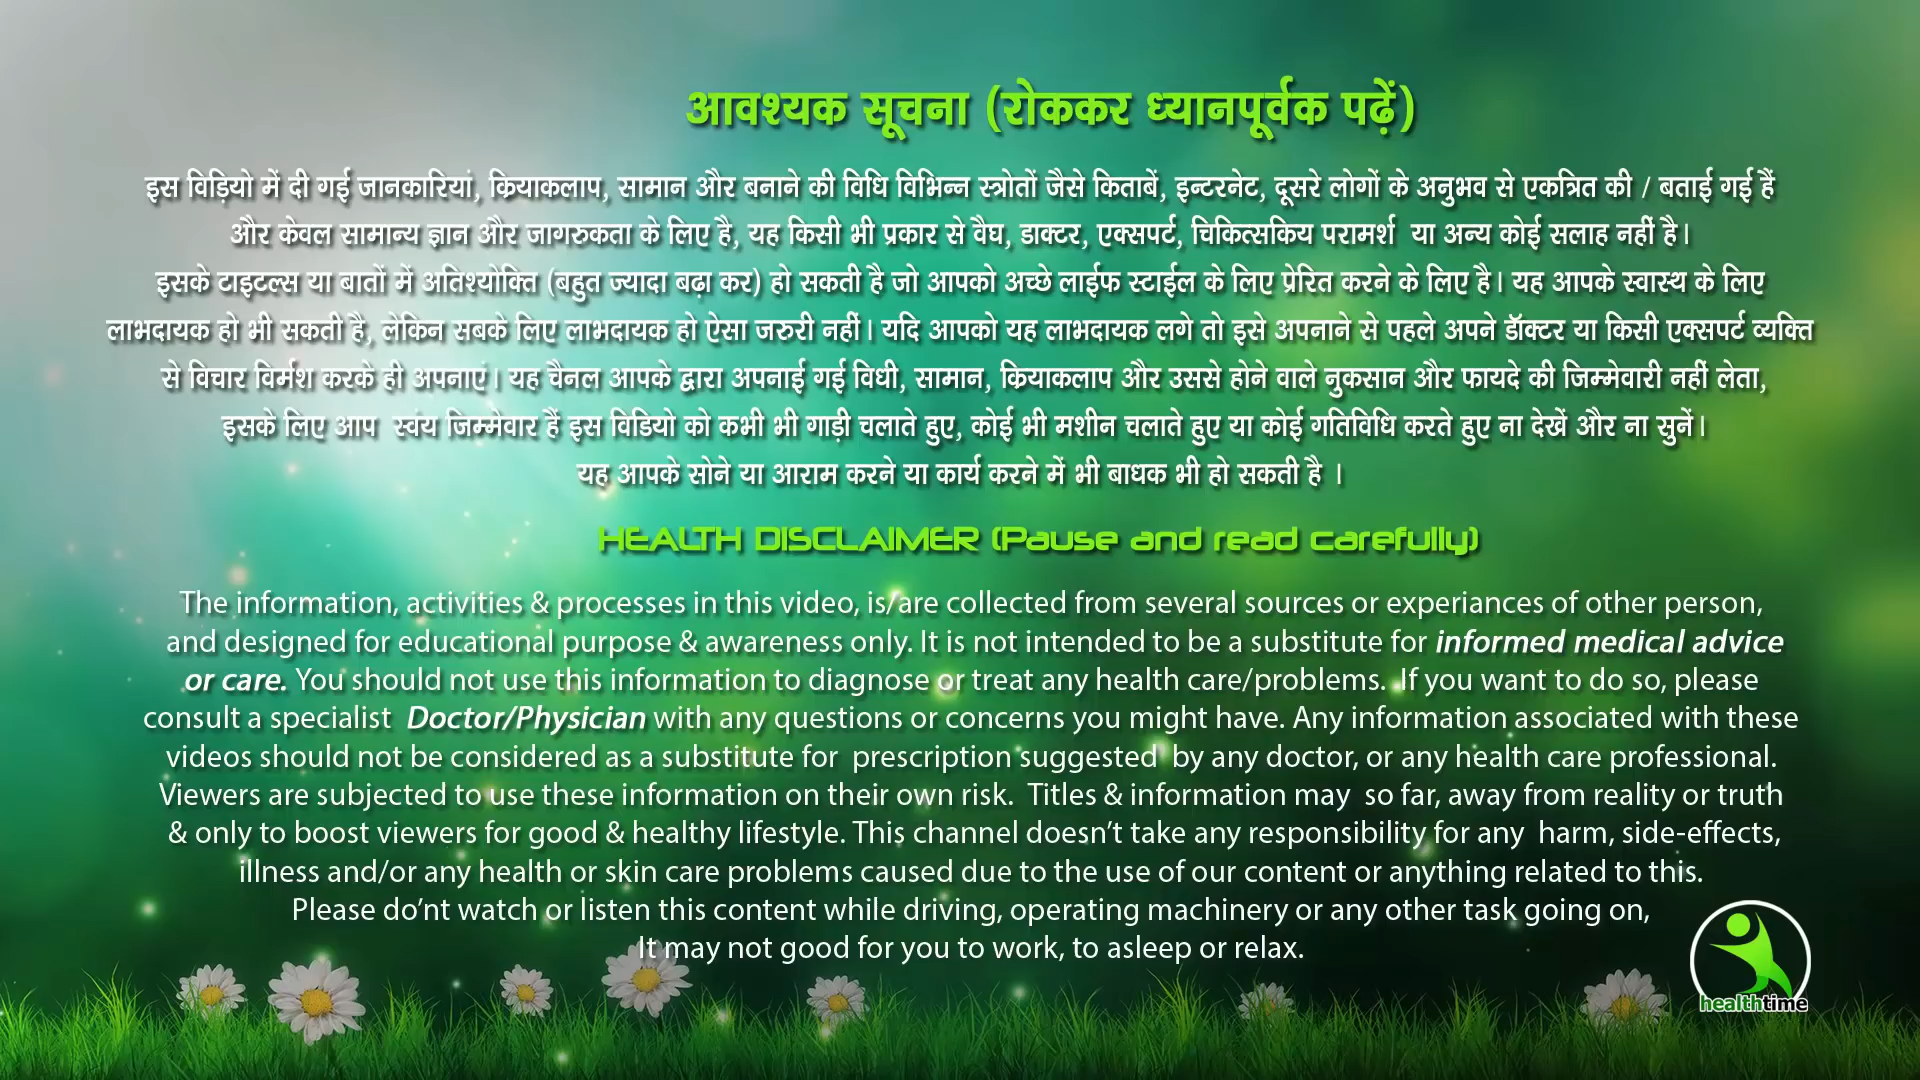 आवश्यक सूचना (रोककर ध्यानपूर्वक पढ़ें)
इस विड़ियो में दी गई जानकारियां, क्रियाकलाप, सामान और बनाने की विधि विभिन्न स्त्रोतों जैसे किताबें, इन्टरनेट, दूसरे लोगों के अनुभव से एकत्रित की / बताई गई हैं
और केवल सामान्य ज्ञान और जागरुकता के लिए है, यह किसी भी प्रकार से वैघ, डाक्टर, एक्सपर्ट, चिकित्सकिय परामर्श या अन्य कोई सलाह नहीं है।
इसके टाइटल्स या बातों में अतिश्योक्ति (बहुत ज्यादा बढ़ा कर) हो सकती है जो आपको अच्छे लाईफ स्टाईल के लिए प्रेरित करने के लिए है। यह आपके स्वास्थ के लिए
लाभदायक हो भी सकती है, लेकिन सबके लिए लाभदायक हो ऐसा जरुरी नहीं। यदि आपको यह लाभदायक लगे तो इसे अपनाने से पहले अपने डॉक्टर या किसी एक्सपर्ट व्यक्ति
से विचार विर्मश करके ही अपनाएं। यह चैनल आपके द्वारा अपनाई गई विधी, सामान, क्रियाकलाप और उससे होने वाले नुकसान और फायदे की जिम्मेवारी नहीं लेता,
इसके लिए आप स्वंय जिम्मेवार हैं इस विडियो को कभी भी गाड़ी चलाते हुए, कोई भी मशीन चलाते हुए या कोई गतिविधि करते हुए ना देखें और ना सुनें।
यह आपके सोने या आराम करने या कार्य करने में भी बाधक भी हो सकती है ।
HEALTH DISCLAIMER (Pause and read carefully)
The information, activities & processes in this video, is/are collected from several sources or experiances of other person,
and designed for educational purpose & awareness only. It is not intended to be a substitute for informed medical advice
or care. You should not use this information to diagnose or treat any health care/problems. If you want to do so, please
consult a specialist Doctor/Physician with any questions or concerns you might have. Any information associated with these
videos should not be considered as a substitute for prescription suggested by any doctor, or any health care professional.
Viewers are subjected to use these information on their own risk. Titles & information may so far, away from reality or truth
& only to boost viewers for good & healthy lifestyle. This channel doesn't take any responsibility for any harm, side-effects,
illness and/or any health or skin care problems caused due to the use of our content or anything related to this.
Please do'nt watch or listen this content while driving, operating machinery or any other task going on,
It may not good for you to work, to asleep or relax.
healthtime